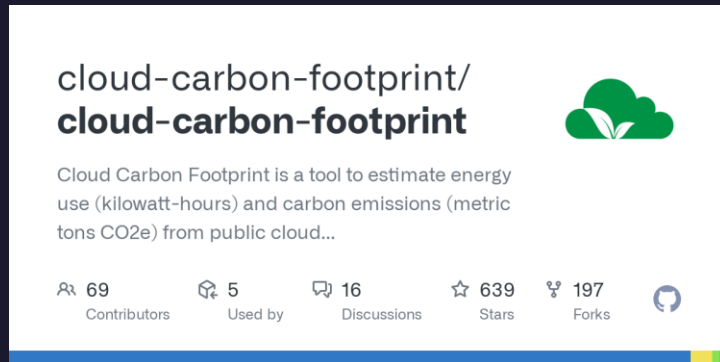 cloud-carbon-footprint/
cloud-carbon-footprint
Cloud Carbon Footprint is a tool to estimate energy
use (kilowatt-hours) and carbon emissions (metric
tons CO2e) from public cloud...
69 5 16 639 197
Contributors Used by Discussions Stars Forks